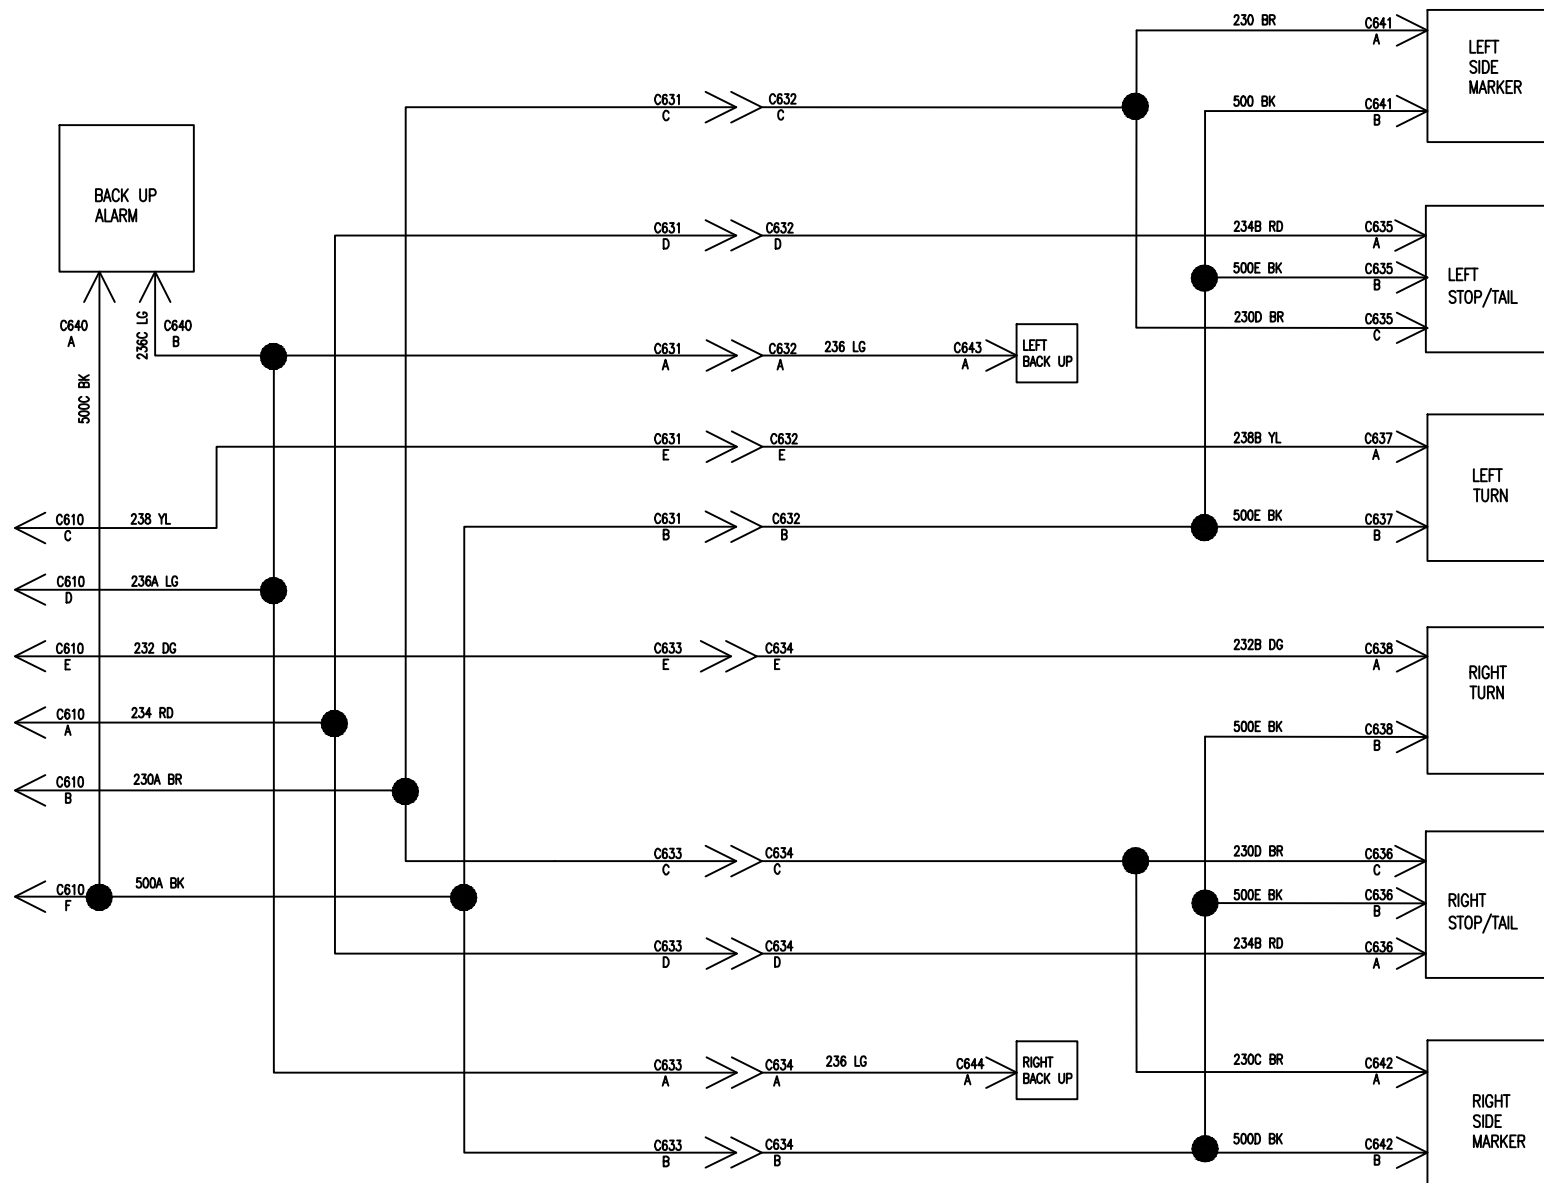 230 BR
C641
A
LEFT
SIDE
MARKER
C631
C
C632
C
500 BK
C641
B
BACK UP
ALARM
C631
D
C632
D
234B RD
C635
A
500E BK
C635
B
LEFT
STOP/TAIL
230D BR
C635
C
C640
A
236C LG
C640
B
500C BK
C631
A
C632
A
236 LG
C643
A
LEFT
BACK UP
C631
E
C632
E
238B YL
C637
A
LEFT
TURN
C610
C
238 YL
C631
B
C632
B
500E BK
C637
B
C610
D
236A LG
C610
E
232 DG
C633
E
C634
E
232B DG
C638
A
RIGHT
TURN
C610
A
234 RD
500E BK
C638
B
C610
B
230A BR
C633
C
C634
C
230D BR
C636
C
C610
F
500A BK
500E BK
C636
B
RIGHT
STOP/TAIL
C633
D
C634
D
234B RD
C636
A
C633
A
C634
A
236 LG
C644
A
RIGHT
BACK UP
230C BR
C642
A
RIGHT
SIDE
MARKER
C633
B
C634
B
500D BK
C642
B